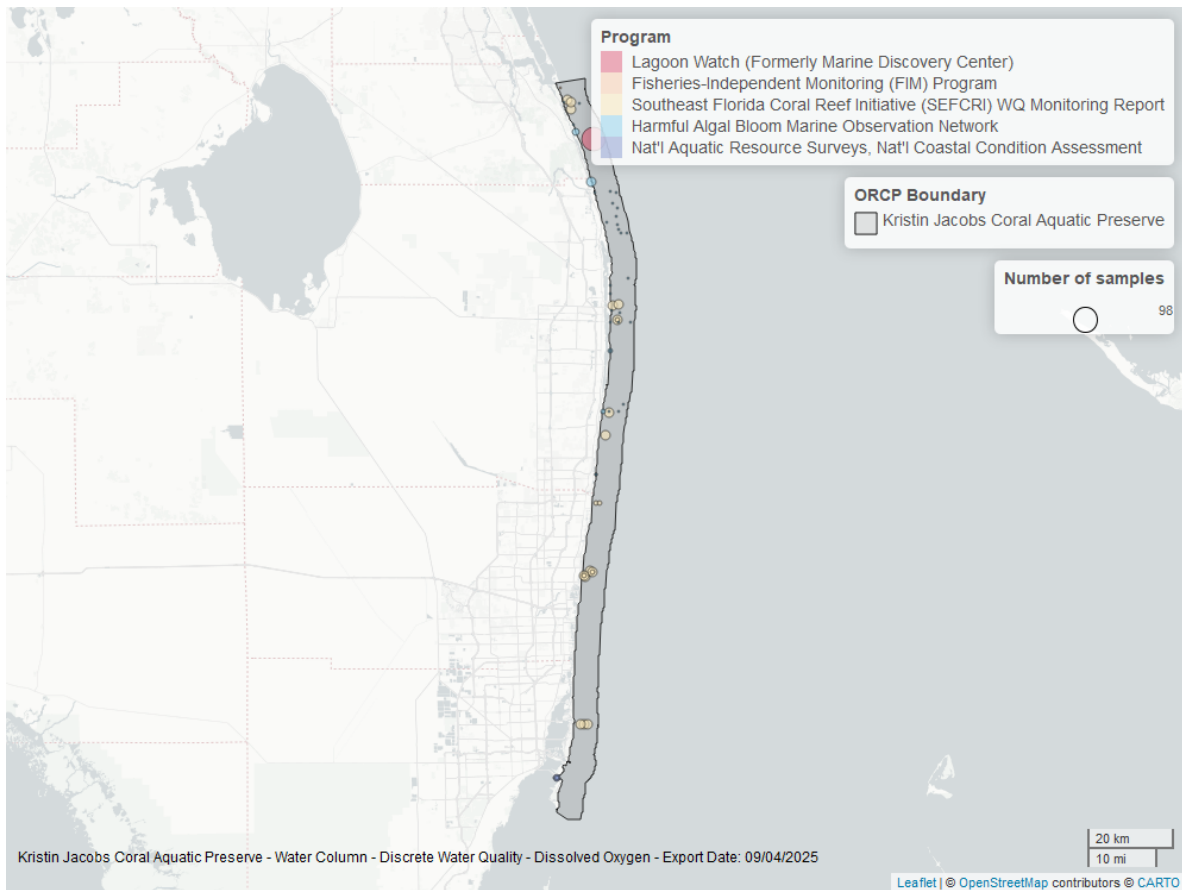 Program
Lagoon Watch (Formerly Marine Discovery Center)
Fisheries-Independent Monitoring (FIM) Program
Southeast Florida Coral Reef Initiative (SEFCRI) WQ Monitoring Report
Harmful Algal Bloom Marine Observation Network
Nat'l Aquatic Resource Surveys, Nat'l Coastal Condition Assessment
ORCP Boundary
Kristin Jacobs Coral Aquatic Preserve
Number of samples
98
20 km
10 mi
Kristin Jacobs Coral Aquatic Preserve - Water Column - Discrete Water Quality - Dissolved Oxygen - Export Date: 09/04/2025
Leaflet | © OpenStreetMap contributors © CARTO